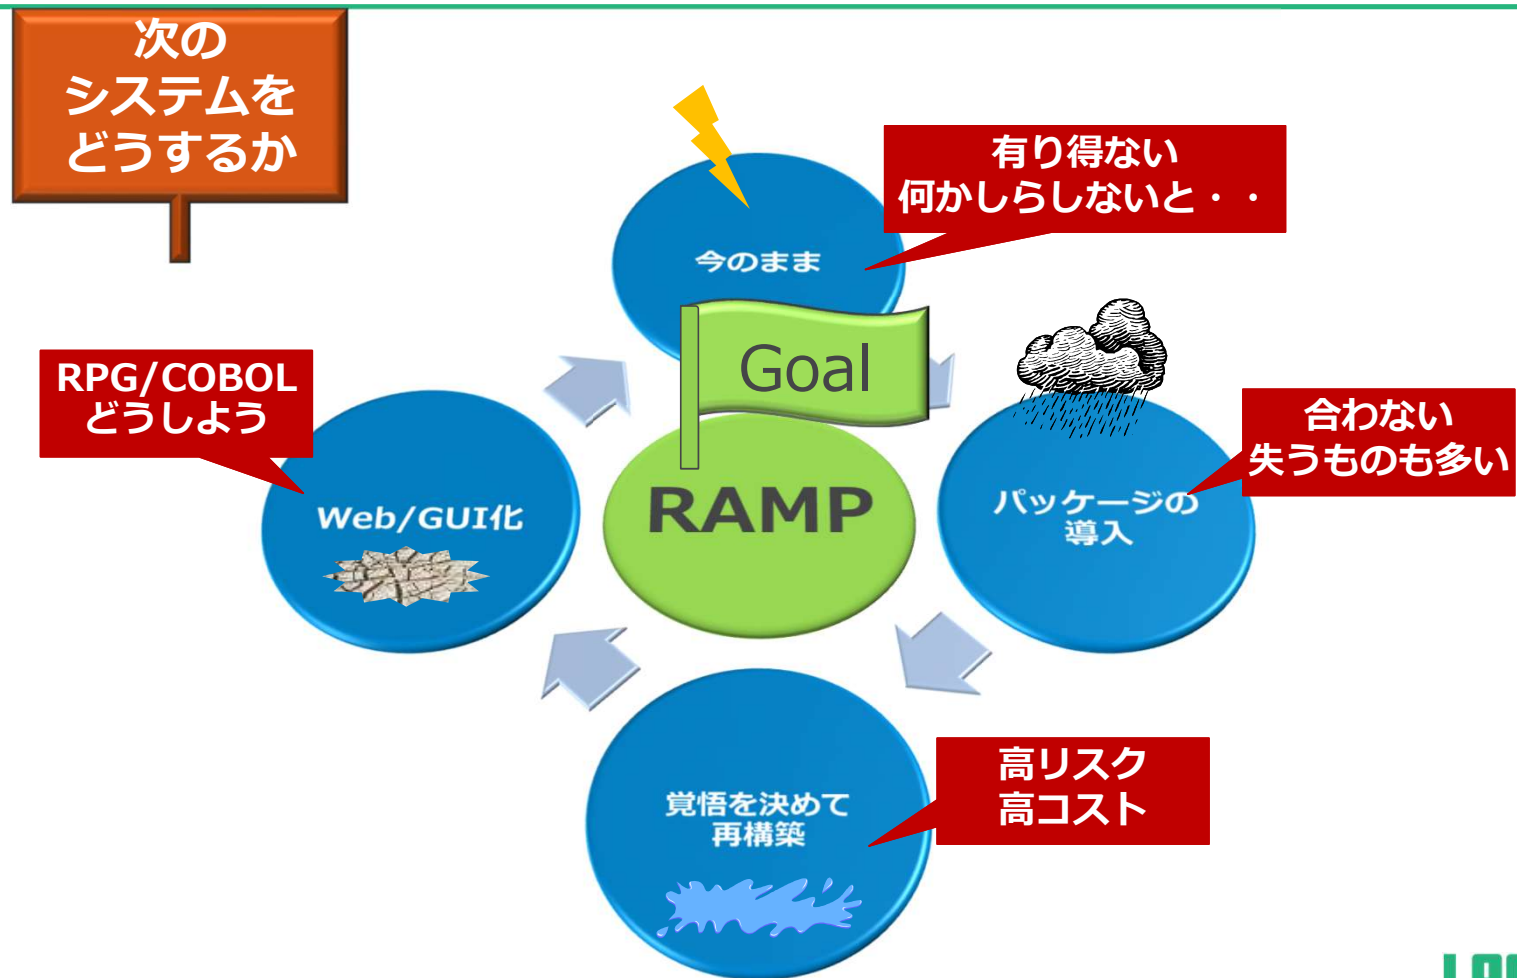 次の
システムを
どうするか
有り得ない
何かしらしないと・・
今のまま
Goal
RPG/COBOL
どうしよう
合わない
失うものも多い
Web/GUI化
RAMP
パッケージの
導入
高リスク
高コスト
覚悟を決めて
再構築